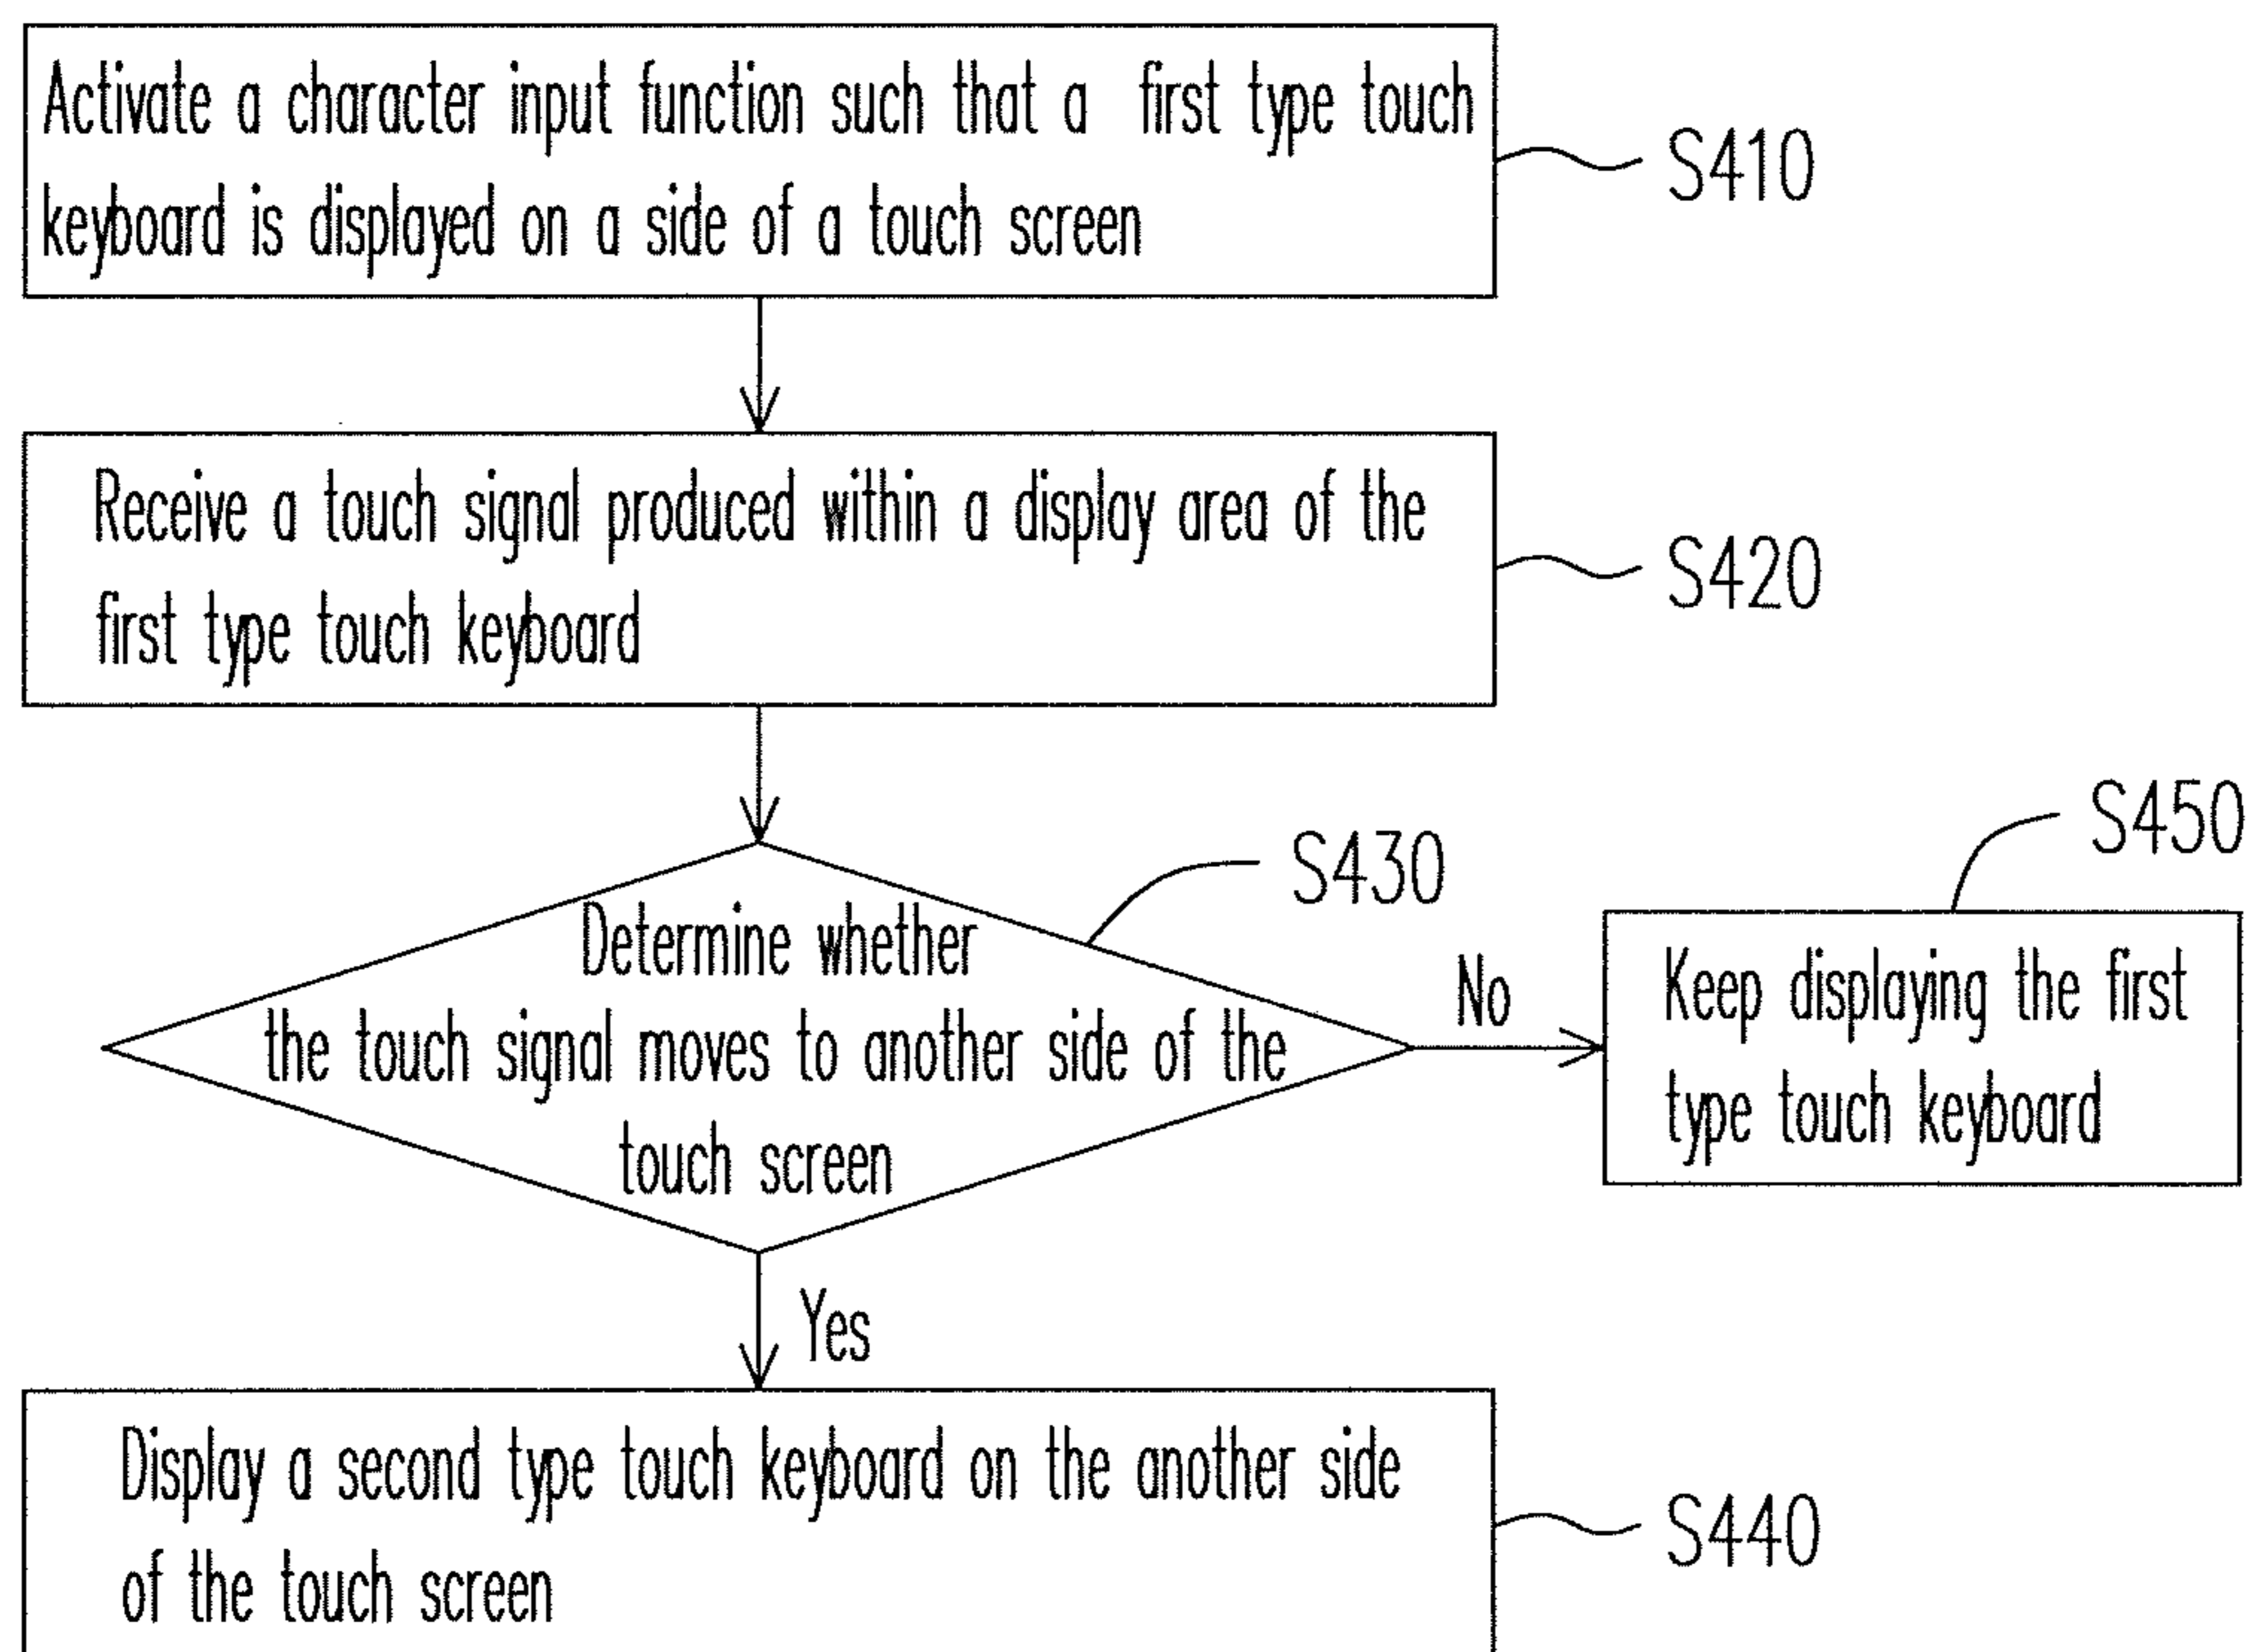 Activate a character input function such that a first type touch
keyboard is displayed on a side of a touch screen
S410
Receive a touch signal produced within a display area of the
first type touch keyboard
S420
S430
Determine whether
the touch signal moves to another side of the
touch screen
No
S450
Keep displaying the first
type touch keyboard
Yes
Display a second type touch keyboard on the another side
of the touch screen
S440